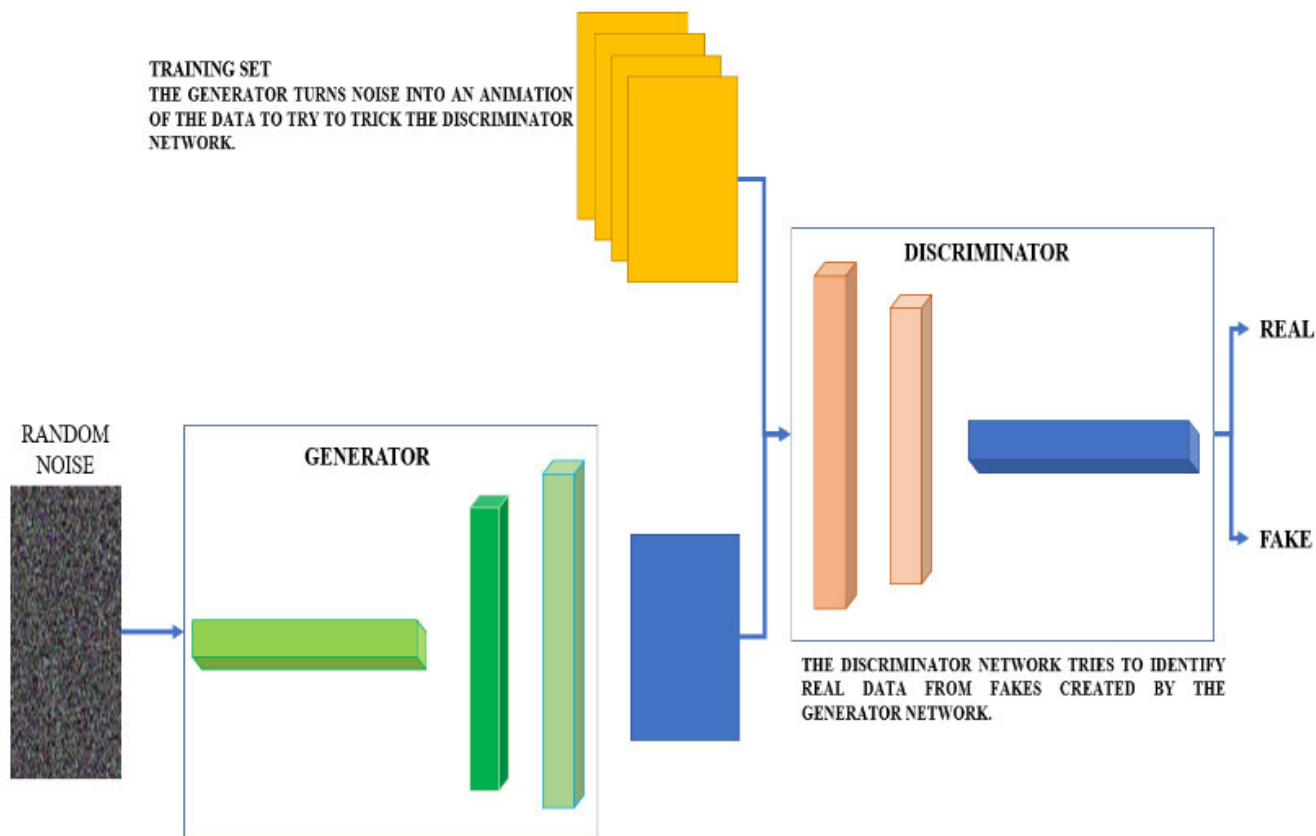 TRAINING SET
THE GENERATOR TURNS NOISE INTO AN ANIMATION
OF THE DATA TO TRY TO TRICK THE DISCRIMINATOR
NETWORK.
DISCRIMINATOR
REAL
FAKE
RANDOM
NOISE
GENERATOR
THE DISCRIMINATOR NETWORK TRIES TO IDENTIFY
REAL DATA FROM FAKES CREATED BY THE
GENERATOR NETWORK.